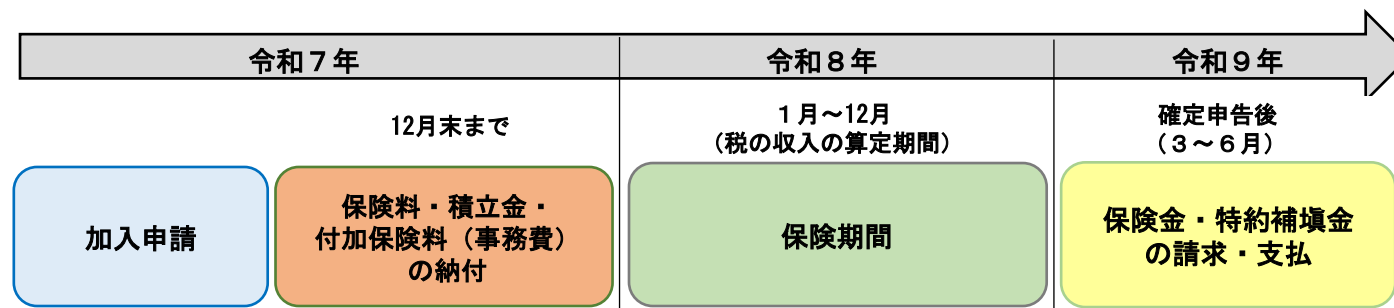 令和７年
令和８年
令和９年
12月末まで
１月～12月
（税の収入の算定期間）
確定申告後
（３～６月）
加入申請
保険料・積立金・
付加保険料（事務費）
の納付
保険期間
保険金・特約補填金
の請求・支払